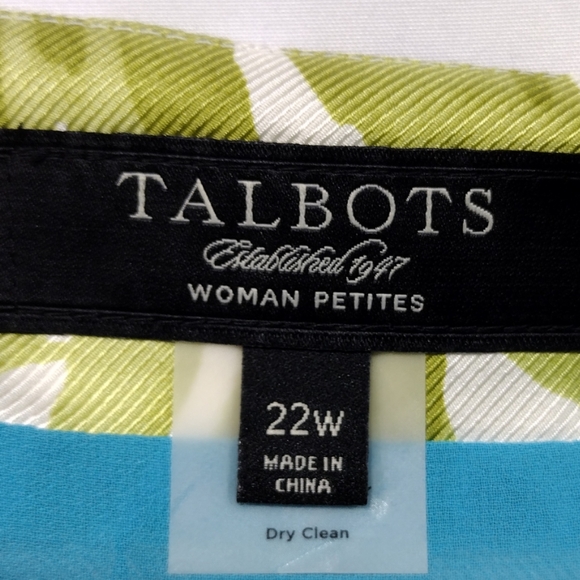 TALBOTS
Established 1947
WOMAN PETITES
22W
MADE IN
CHINA
Dry Clean